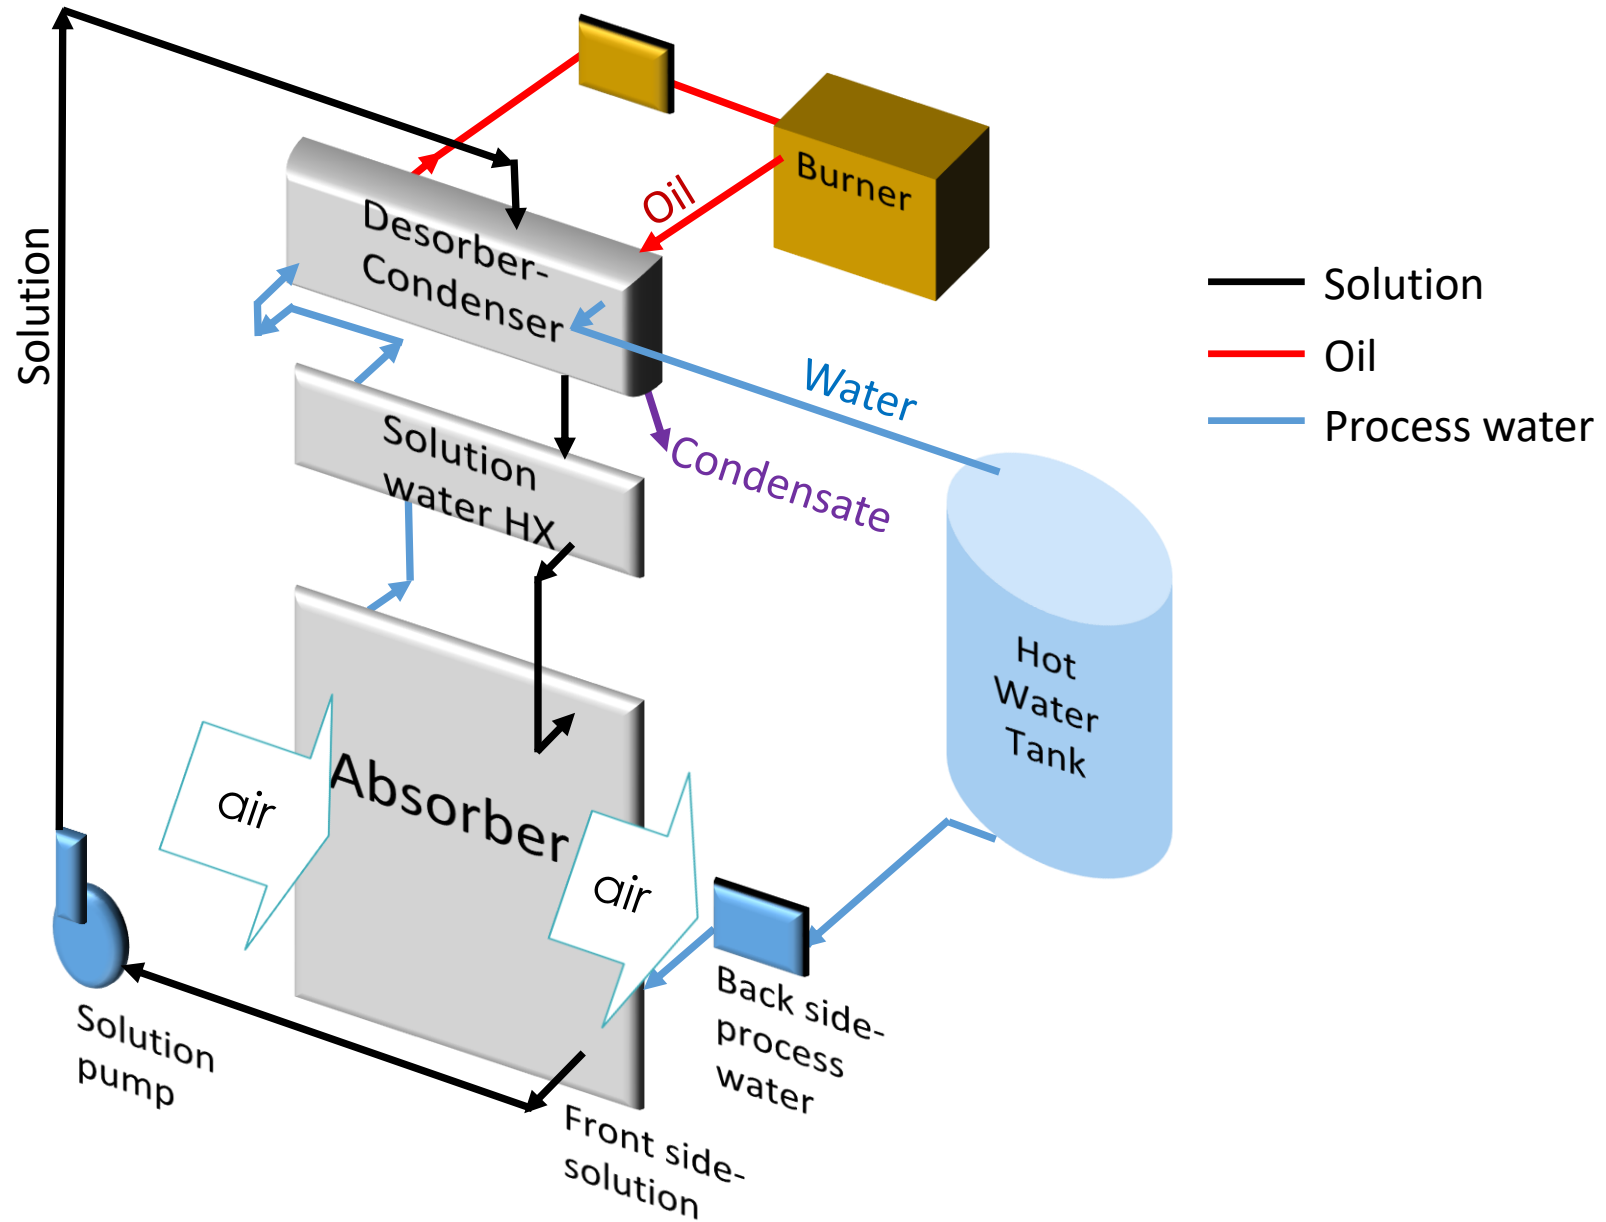 Burner
Oil
Desorber-
Condenser
Solution
Solution
Oil
Process water
Water
Solution
water HX
Condensate
Hot
Water
Tank
Absorber
air
air
Back side-
process
water
Solution
pump
Front side-
solution